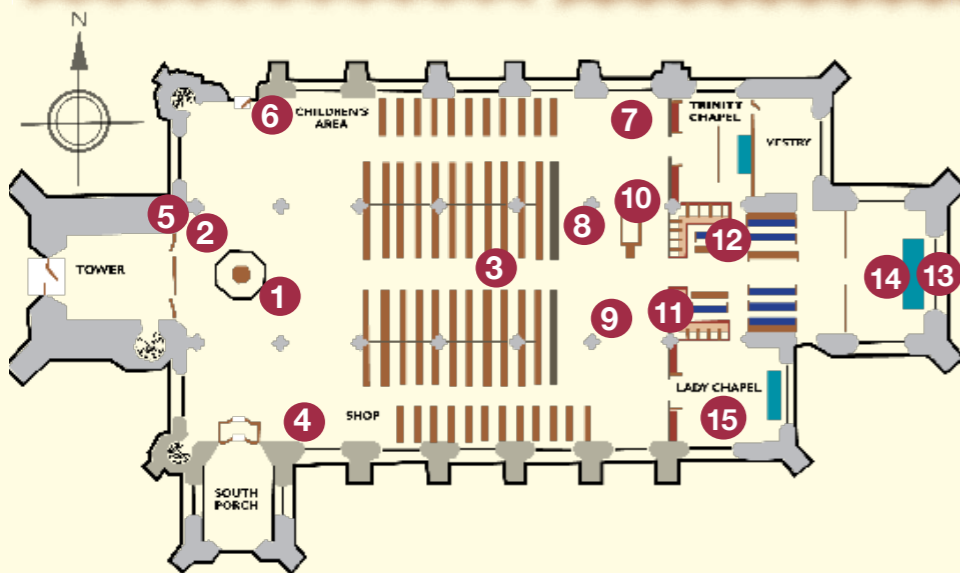 N
6
CHILDREN'S
AREA
7
TRINITY
CHAPEL
VESTRY
5
2
10
8
12
TOWER
3
1
14
13
9
11
LADY CHAPEL
15
4
SHOP
SOUTH
PORCH